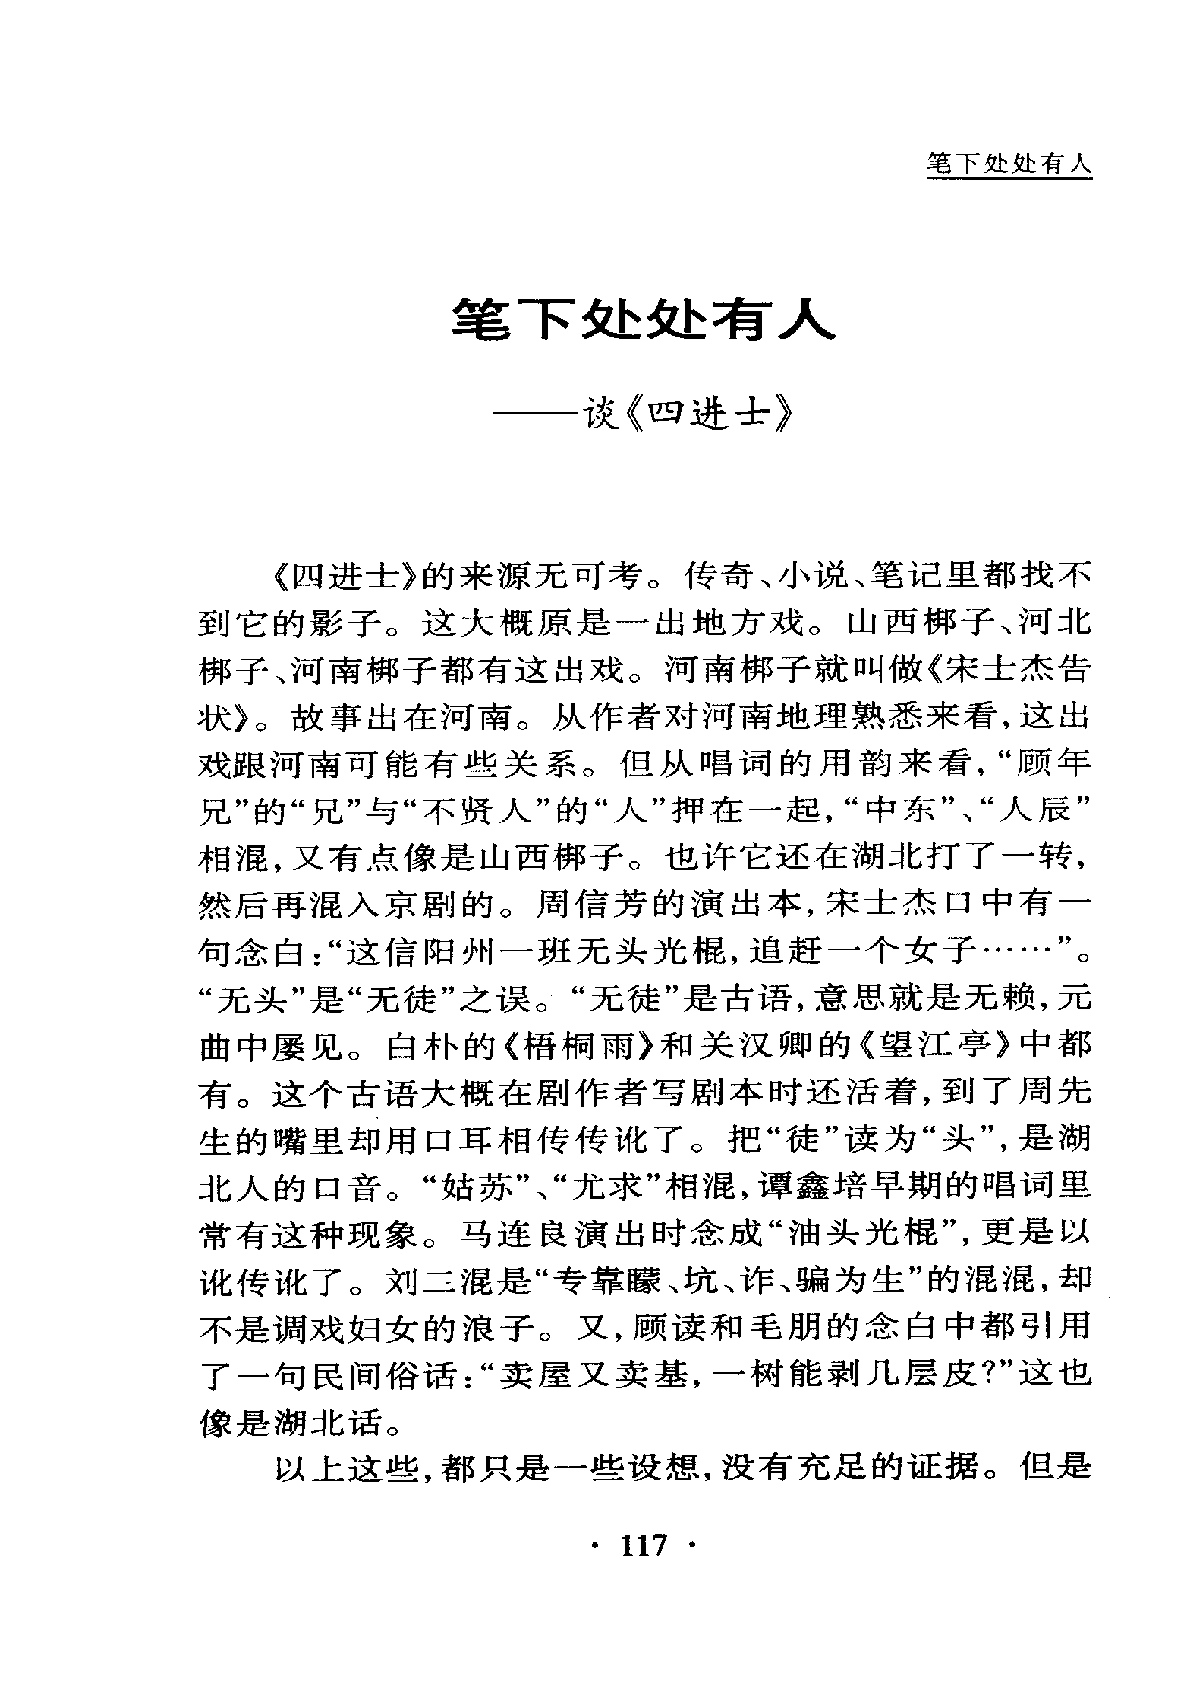 笔下处处有人
笔下处处有人
——谈《四进士》
《四进士》的来源无可考。传奇、小说、笔记里都找不
到它的影子。这大概原是一出地方戏。山西梆子、河北
梆子、河南梆子都有这出戏。河南梆子就叫做《宋士杰告
状》。故事出在河南。从作者对河南地理熟悉来看,这出
戏跟河南可能有些关系。但从唱词的用韵来看,“顾年
兄”的“兄”与“不贤人”的“人”押在一起,“中东”、“人辰”
相混,又有点像是山西梆子。也许它还在湖北打了一转,
然后再混入京剧的。周信芳的演出本,宋士杰口中有一
句念白:“这信阳州一班无头光棍,追赶一个女子……”。
“无头”是“无徒”之误。“无徒”是古语,意思就是无赖,元
曲中屡见。白朴的《梧桐雨》和关汉卿的《望江亭》中都
有。这个古语大概在剧作者写剧本时还活着,到了周先
生的嘴里却用口耳相传传讹了。把“徒”读为“头”,是湖
北人的口音。“姑苏”、“尤求”相混,谭鑫培早期的唱词里
常有这种现象。马连良演出时念成“油头光棍”,更是以
讹传讹了。刘二混是“专靠矇、坑、诈、骗为生”的混混,却
不是调戏妇女的浪子。又,顾读和毛朋的念白中都引用
了一句民间俗话:“卖屋又卖基,一树能剥几层皮?”这也
像是湖北话。
以上这些,都只是一些设想,没有充足的证据。但是
· 117 ·